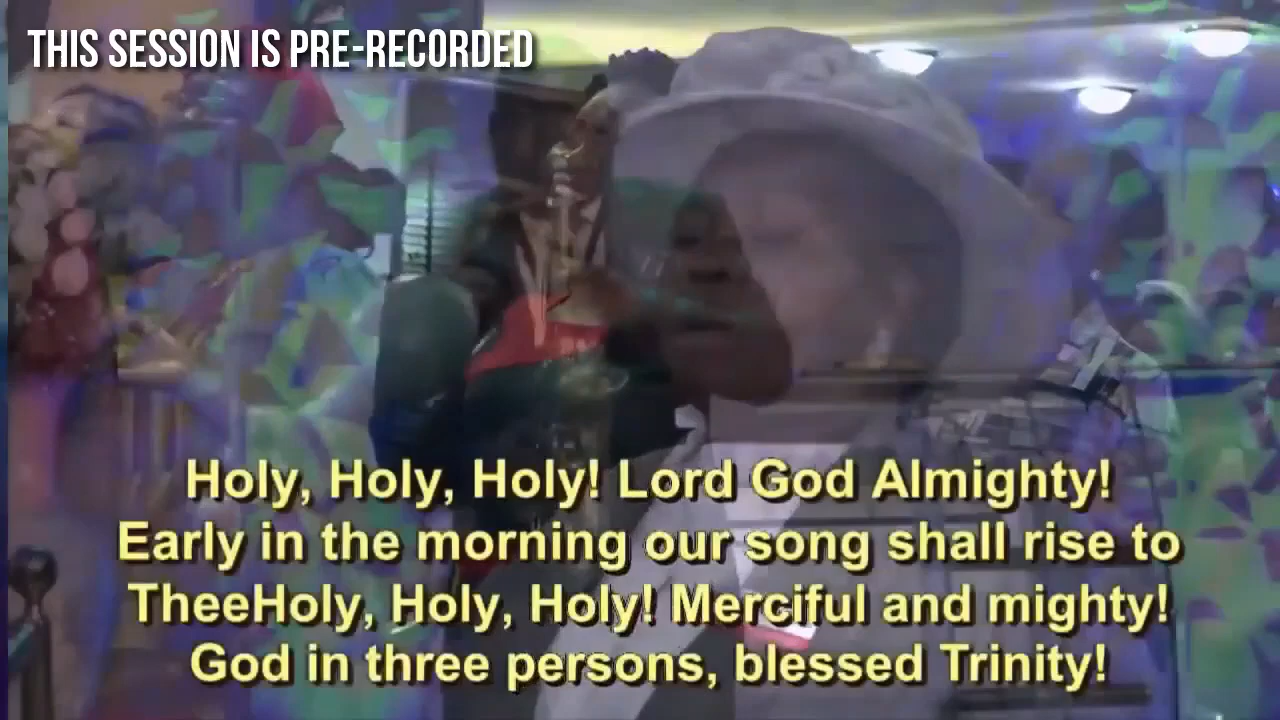 THIS SESSION IS PRE-RECORDED
Holy, Holy, Holy! Lord God Almighty!
Early in the morning our song shall rise to
TheeHoly, Holy, Holy! Merciful and mighty!
God in three persons, blessed Trinity!